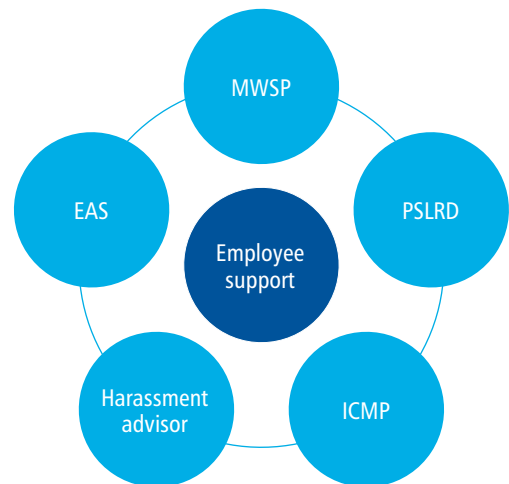 MWSP
EAS
PSLRD
Employee
support
Harassment
advisor
ICMP